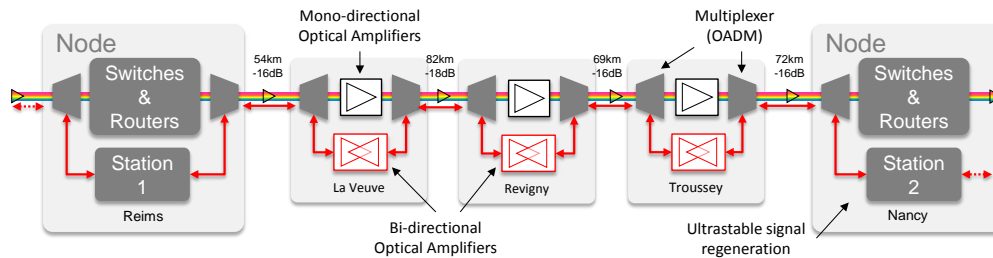 Mono-directional
Optical Amplifiers
Multiplexer
(OADM)
Node
Node
54km
-16dB
82km
-18dB
69km
-16dB
72km
-16dB
Switches
&
Routers
Switches
&
Routers
Station
1
Station
2
Reims
La Veuve
Revigny
Troussey
Nancy
Bi-directional
Optical Amplifiers
Ultrastable signal
regeneration